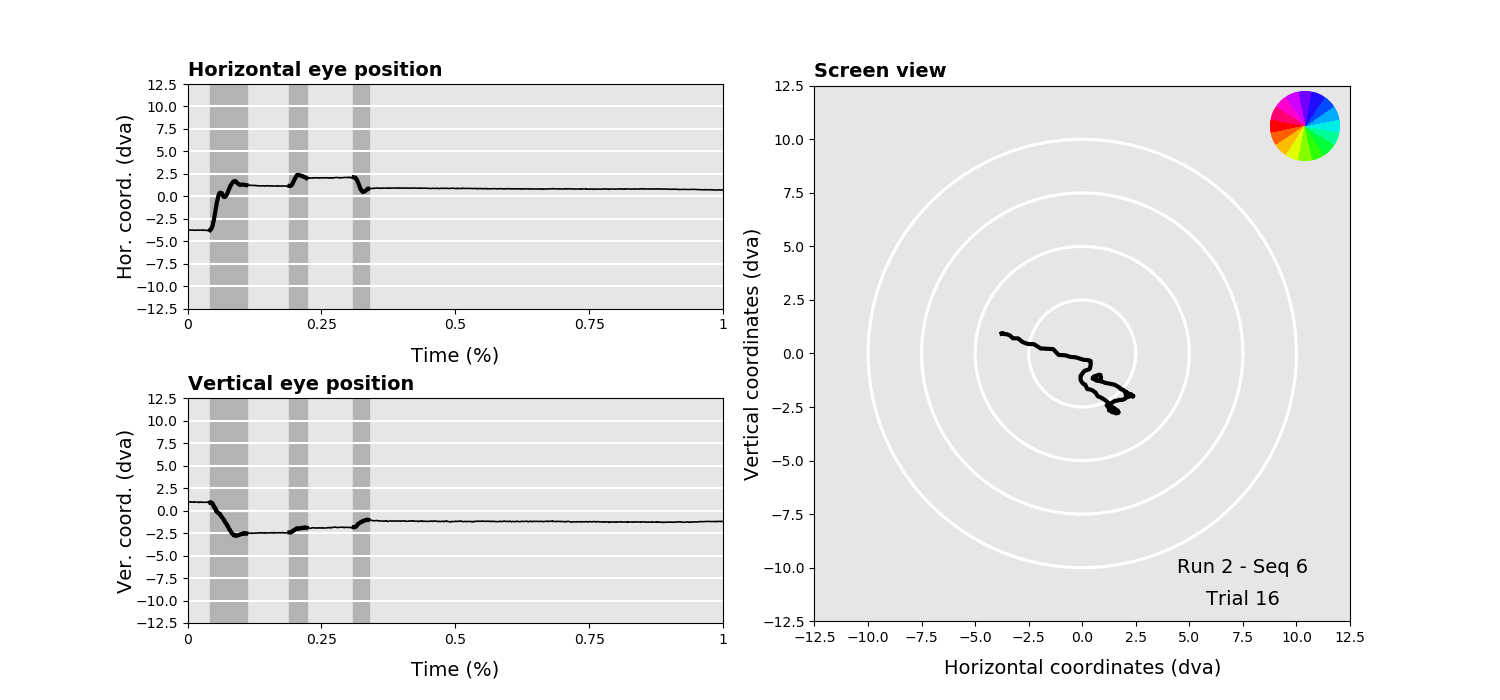 Horizontal eye position
Hor. coord. (dva)
12.5
10.0
7.5
5.0
2.5
0.0
−2.5
−5.0
−7.5
−10.0
−12.5
0 0.25 0.5 0.75 1
Time (%)
Vertical eye position
Ver. coord. (dva)
12.5
10.0
7.5
5.0
2.5
0.0
−2.5
−5.0
−7.5
−10.0
−12.5
0 0.25 0.5 0.75 1
Time (%)
Screen view
Vertical coordinates (dva)
12.5
10.0
7.5
5.0
2.5
0.0
−2.5
−5.0
−7.5
−10.0
−12.5
Run 2 - Seq 6
Trial 16
−12.5 −10.0 −7.5 −5.0 −2.5 0.0 2.5 5.0 7.5 10.0 12.5
Horizontal coordinates (dva)